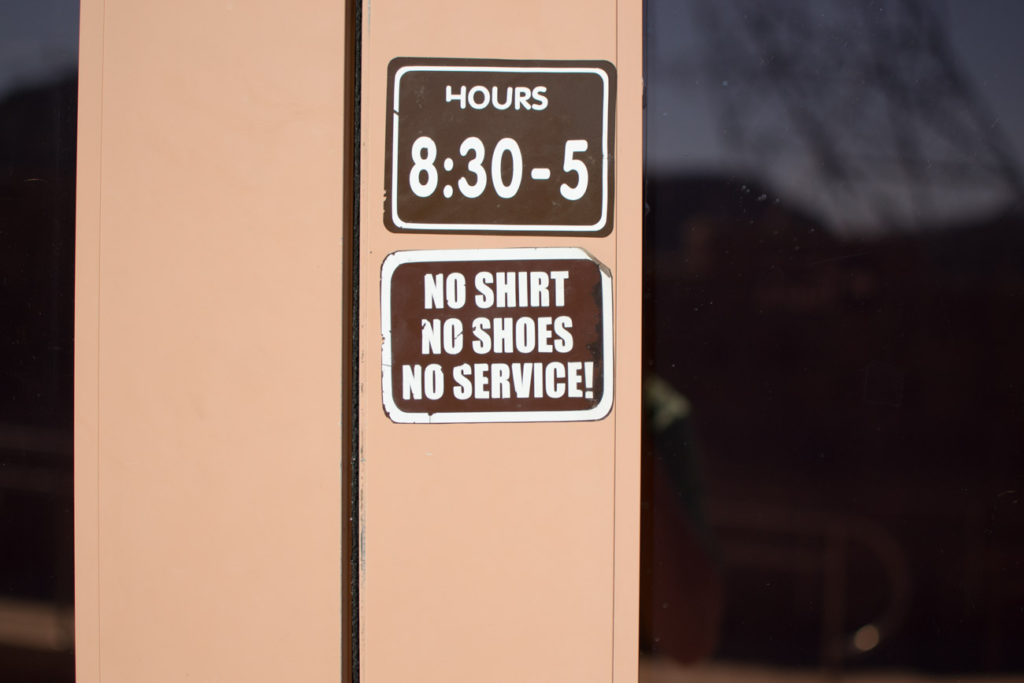 HOURS
8:30-5
NO SHIRT
NO SHOES
NO SERVICE!